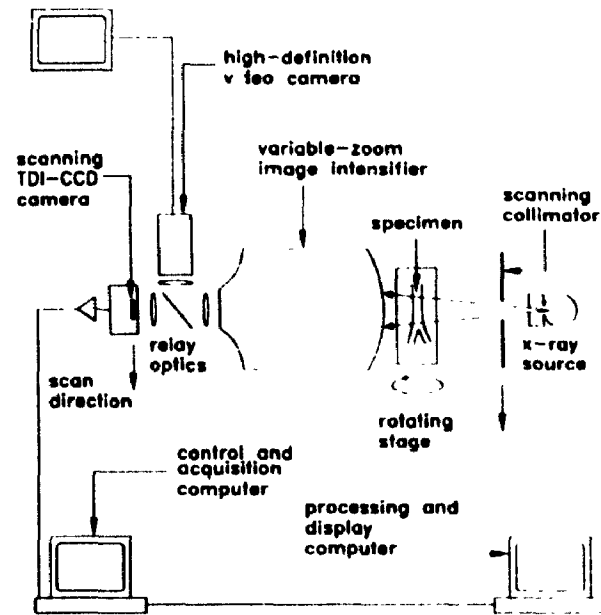 high-definition
camera
scanning
TDI-CCD
camera
variable-zoom
image intensifier
scanning
collimator
specimen
relay
optics
x-ray
source
scan
direction
rotating
stage
control and
acquisition
computer
processing and
display
computer